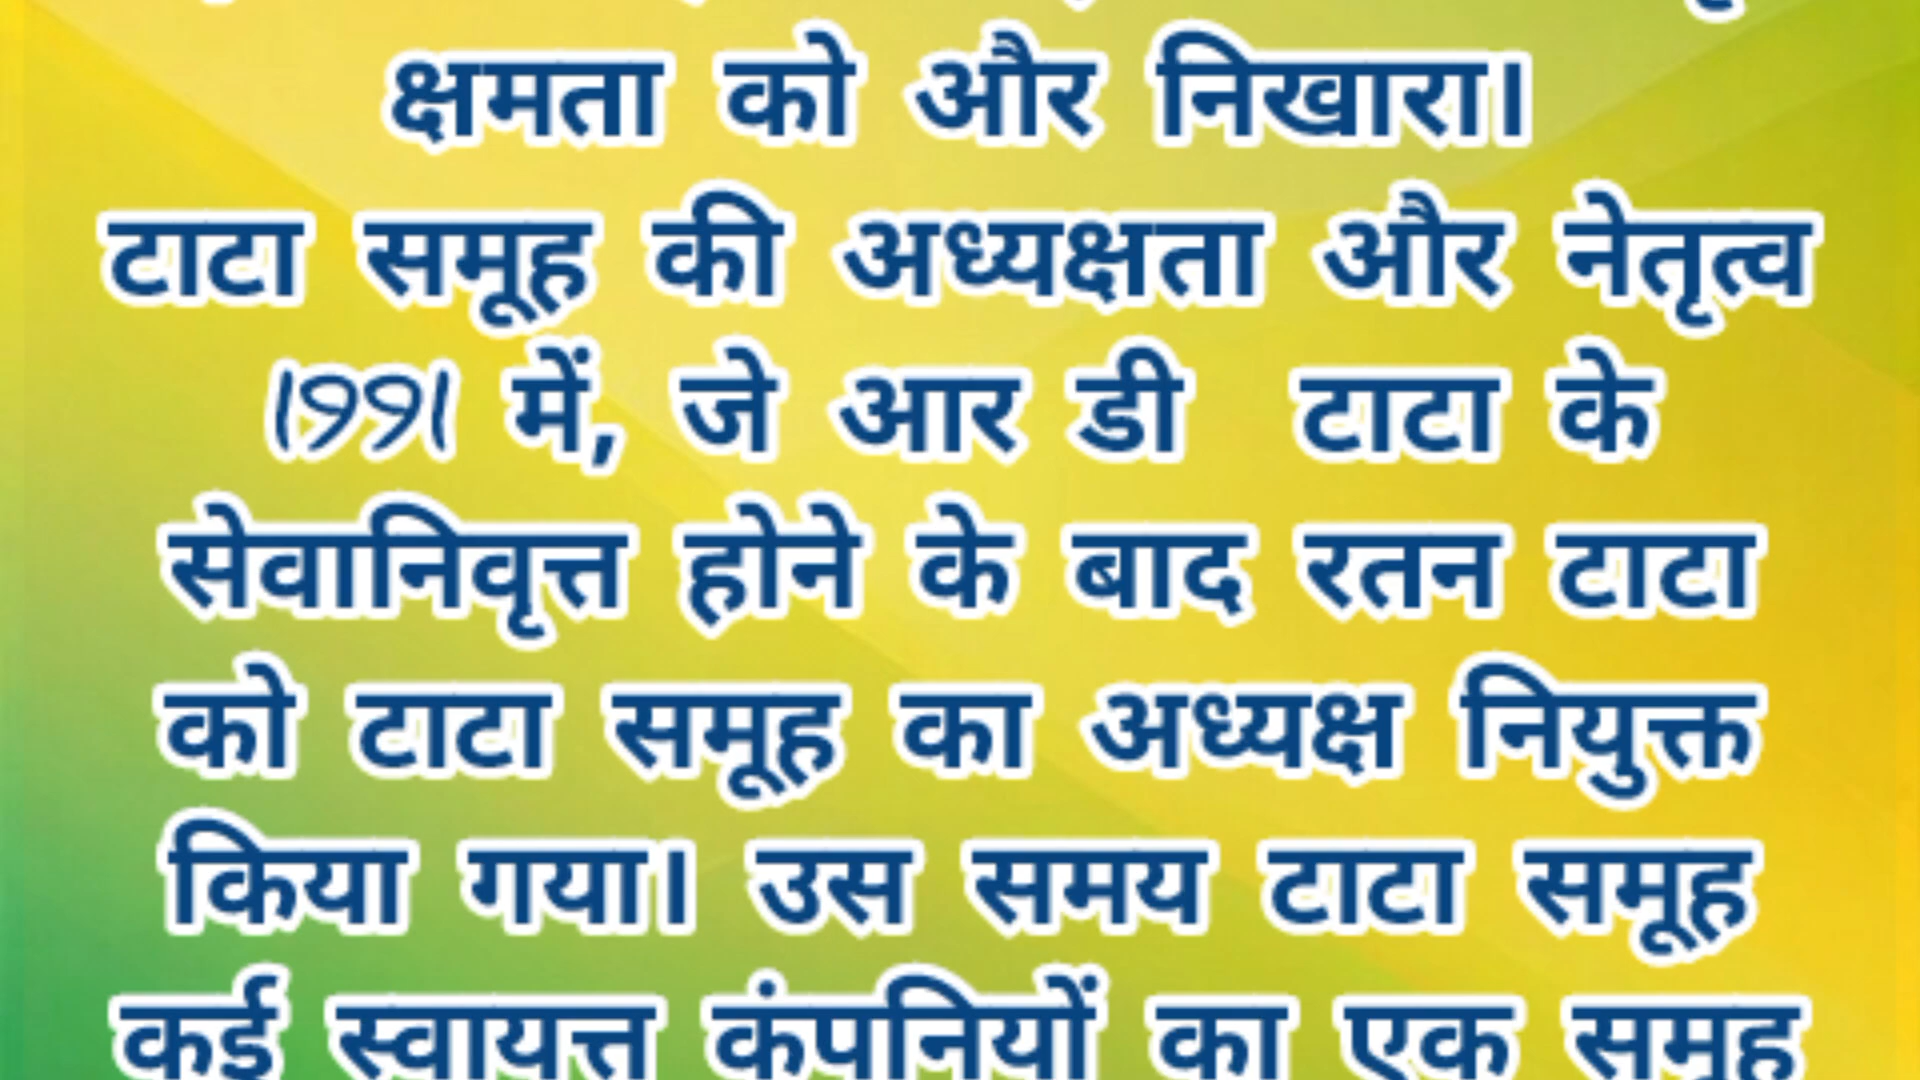 क्षमता को और निखारा।
टाटा समूह की अध्यक्षता और नेतृत्व
1991 में, जे आर डी टाटा के
सेवानिवृत्त होने के बाद रतन टाटा
को टाटा समूह का अध्यक्ष नियुक्त
किया गया। उस समय टाटा समूह
कई स्वायत्त कंपनियों का एक समूह